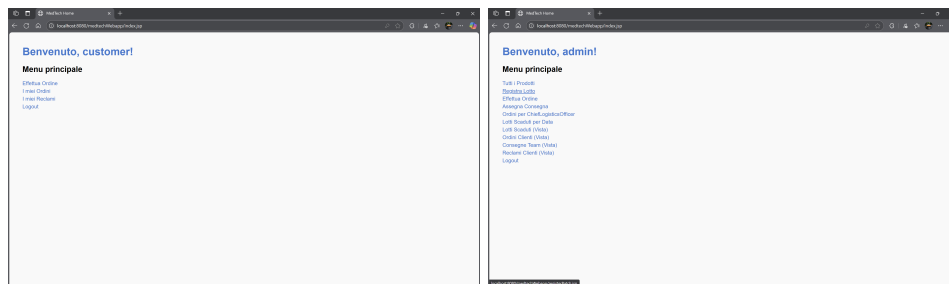 MedTech Home
localhost:8080/medtechWebapp/index.jsp
Benvenuto, customer!
Menu principale
Effettua Ordine
I miei Ordini
I miei Reclami
Logout
MedTech Home
localhost:8080/medtechWebapp/index.jsp
Benvenuto, admin!
Menu principale
Tutti i Prodotti
Registra Lotto
Effettua Ordine
Assegna Consegna
Ordini per ChiefLogisticsOfficer
Lotti Scaduti per Data
Lotti Scaduti (Vista)
Ordini Clienti (Vista)
Consegne Team (Vista)
Reclami Clienti (Vista)
Logout